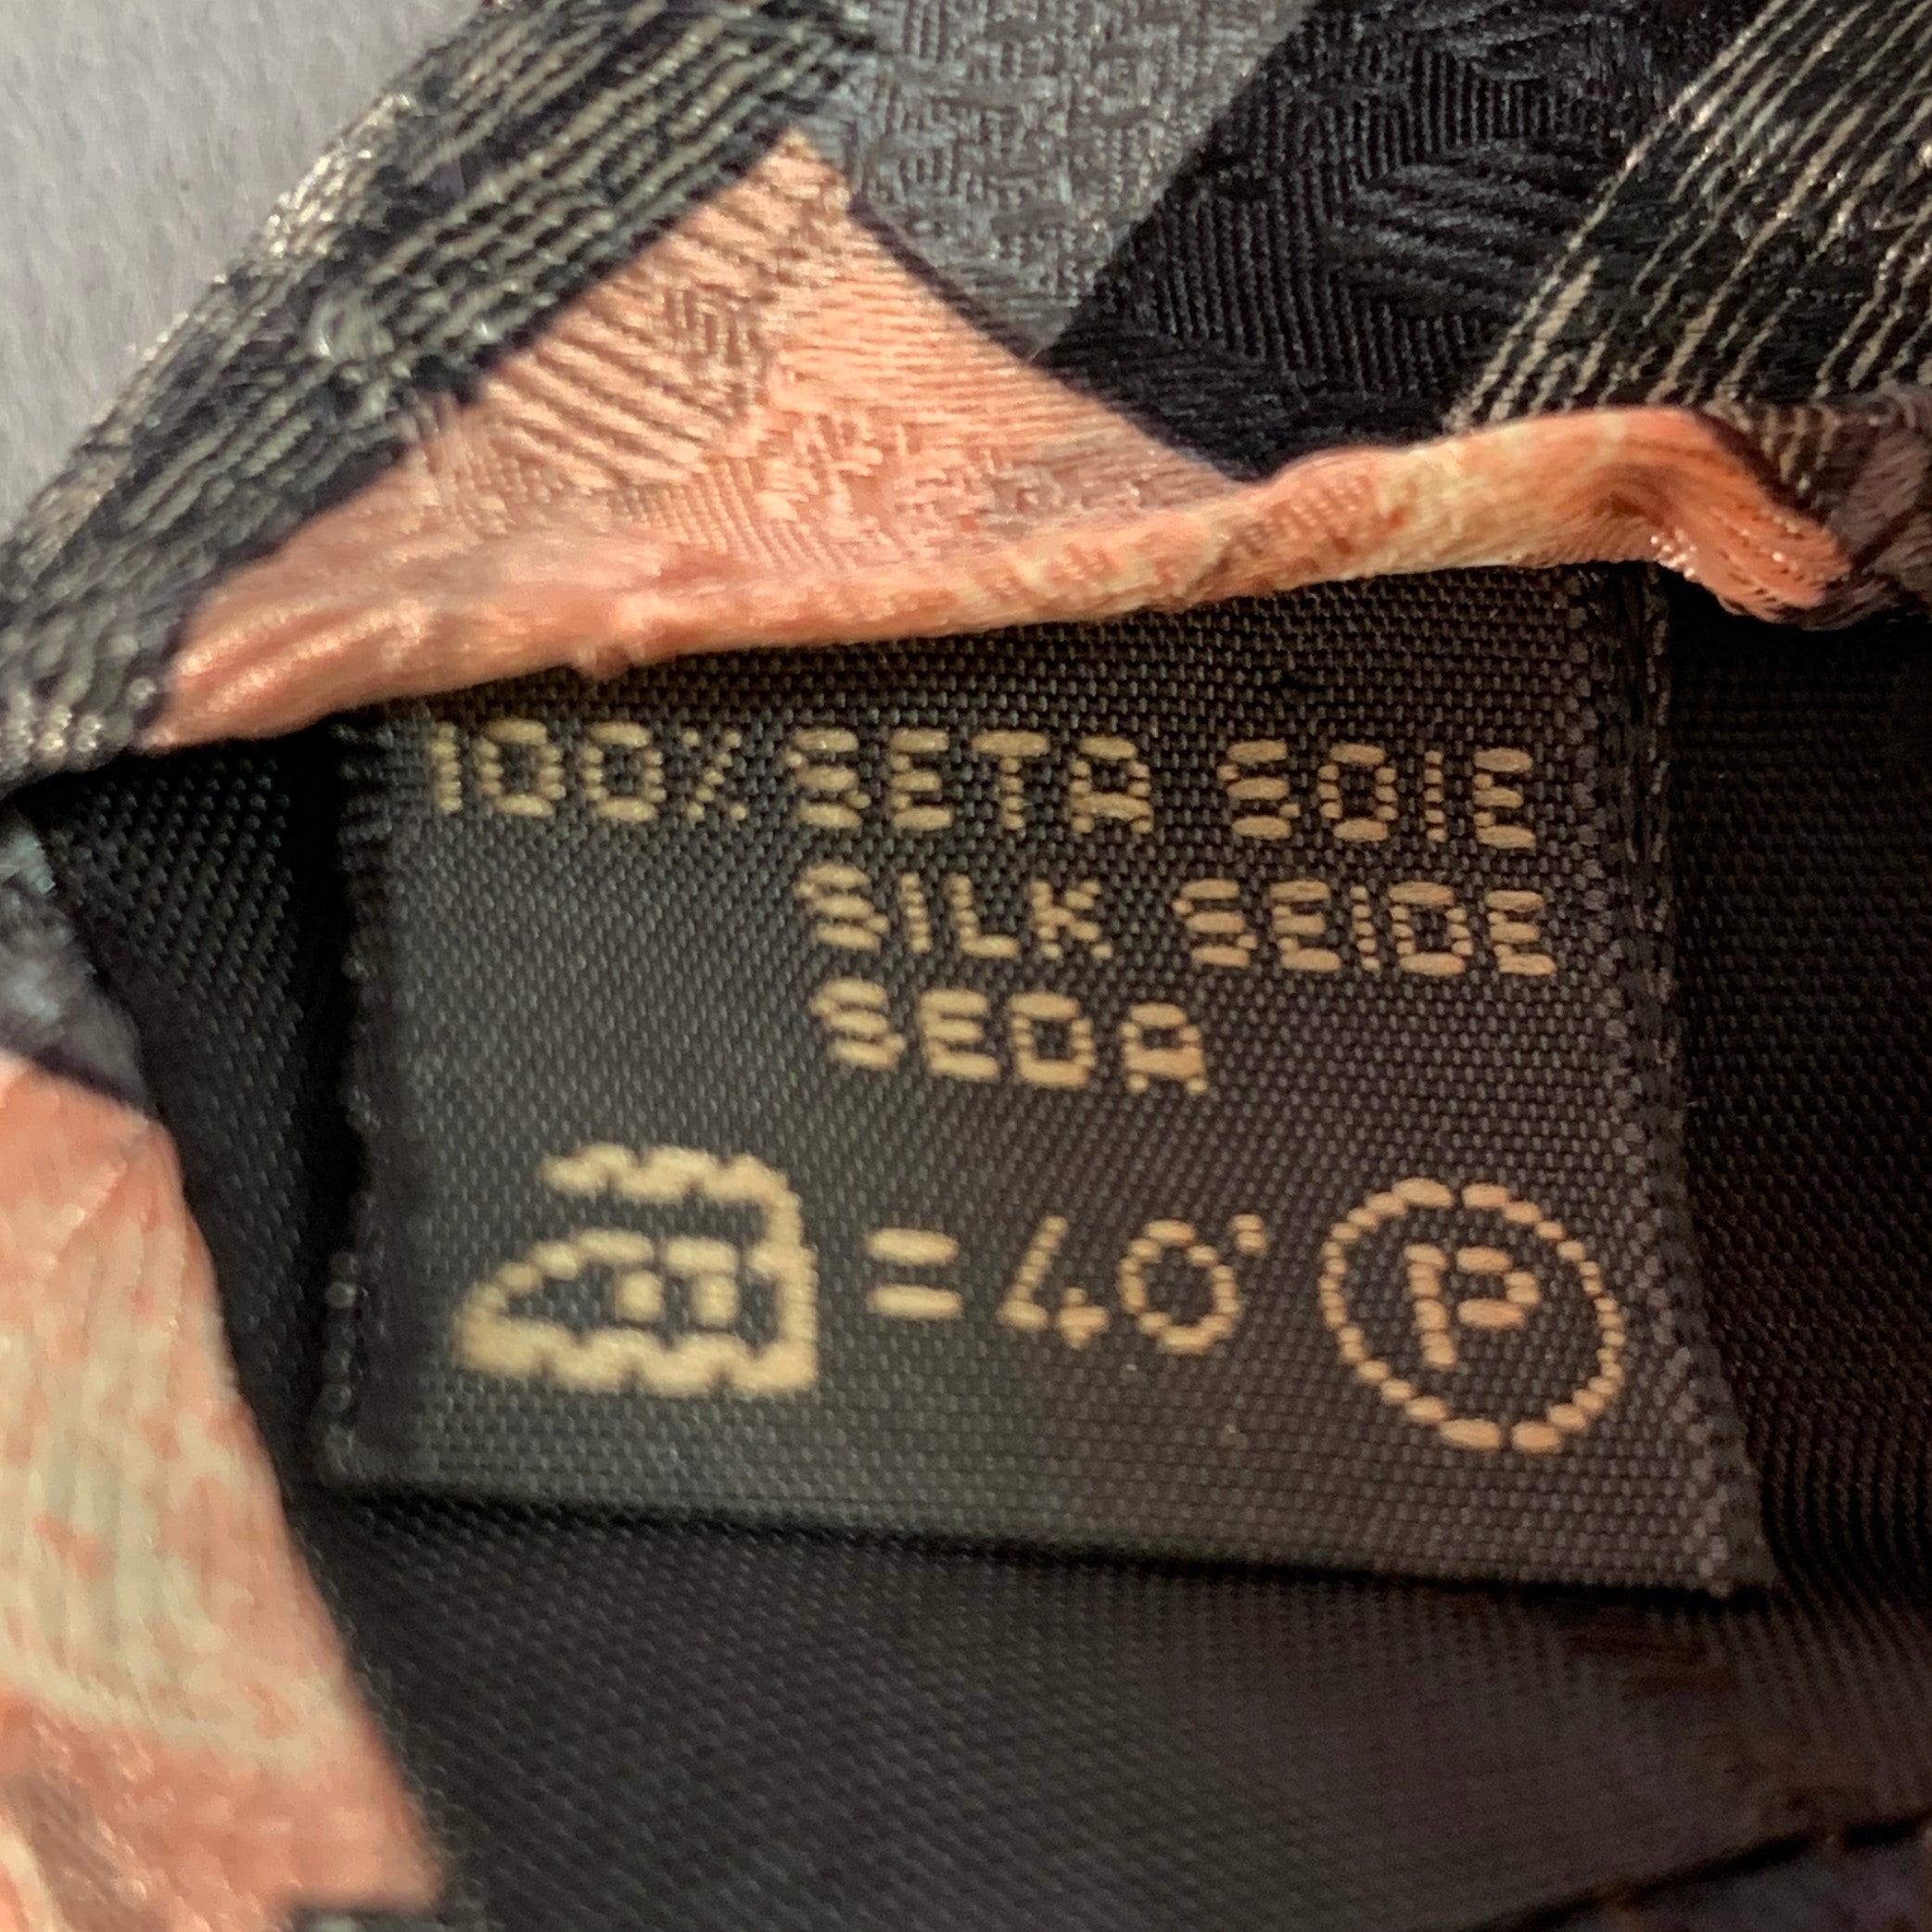 100% SETA SOIE
SILK SEIDE
SEDA
= 40° P